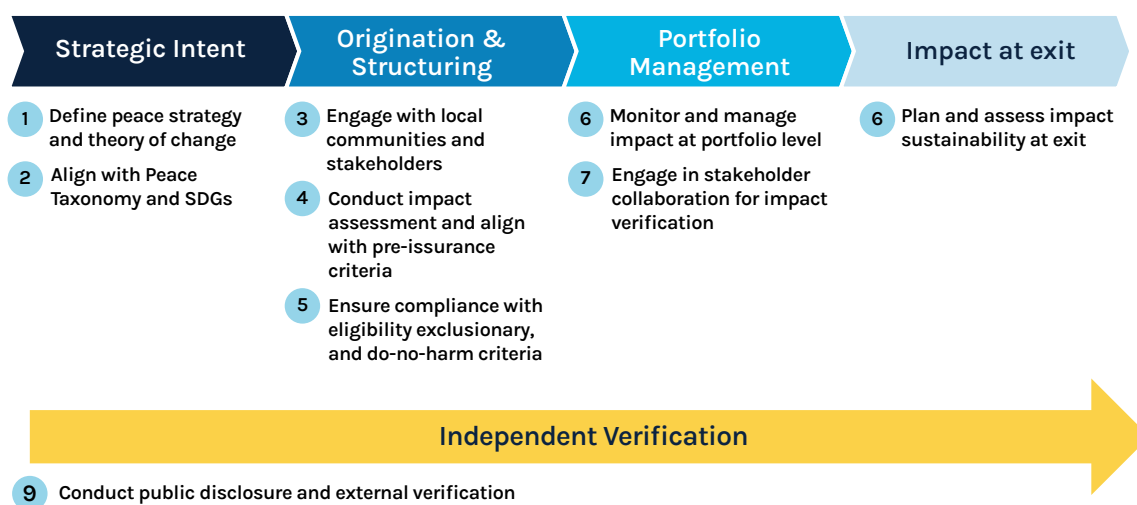 Strategic Intent
Origination &
Structuring
Portfolio
Management
Impact at exit
1 Define peace strategy
and theory of change
2 Align with Peace
Taxonomy and SDGs
3 Engage with local
communities and
stakeholders
4 Conduct impact
assessment and align
with pre-issurance
criteria
5 Ensure compliance with
eligibility exclusionary,
and do-no-harm criteria
6 Monitor and manage
impact at portfolio level
7 Engage in stakeholder
collaboration for impact
verification
6 Plan and assess impact
sustainability at exit
Independent Verification
9 Conduct public disclosure and external verification